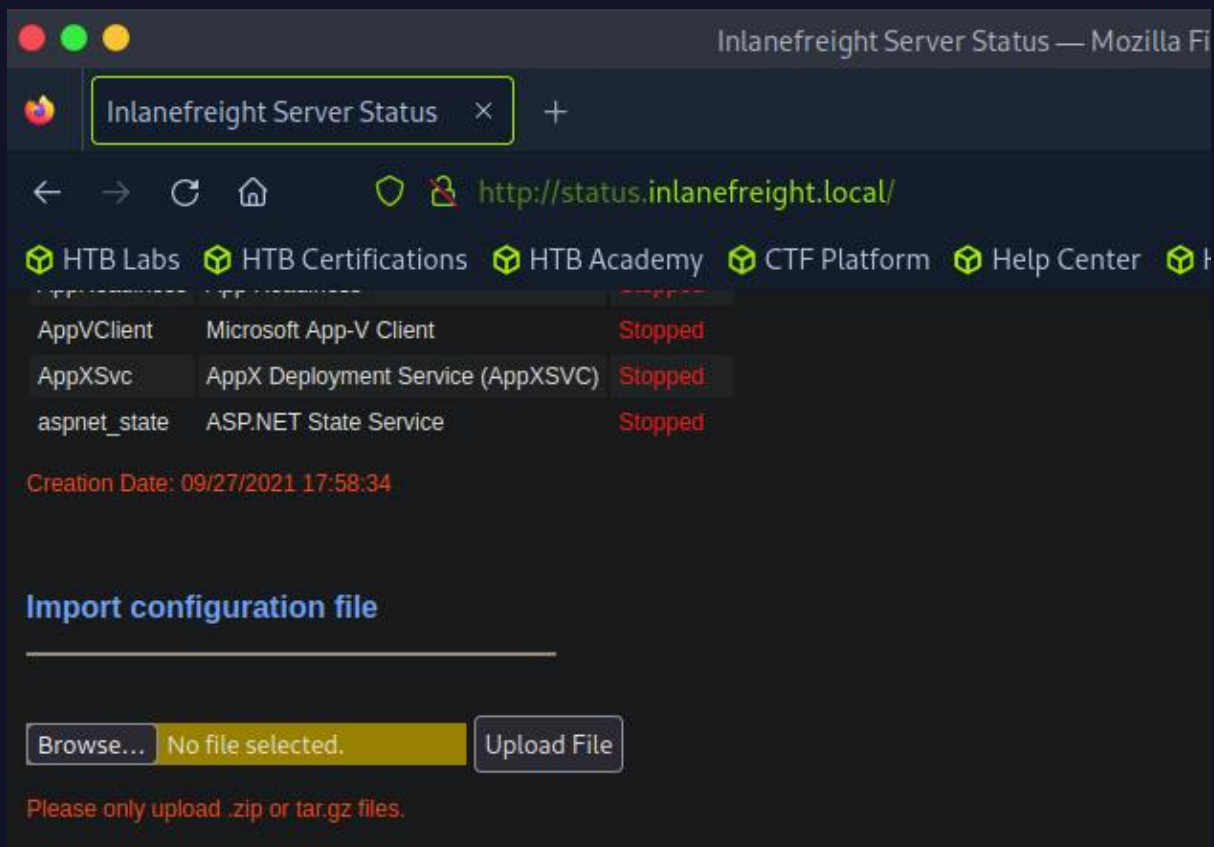 Inlanefreight Server Status — Mozilla Fi
Inlanefreight Server Status
http://status.inlanefreight.local/
HTB Labs HTB Certifications HTB Academy CTF Platform Help Center
AppVClient Microsoft App-V Client Stopped
AppXSvc AppX Deployment Service (AppXSVC) Stopped
aspnet_state ASP.NET State Service Stopped
Creation Date: 09/27/2021 17:58:34
Import configuration file
Browse... No file selected. Upload File
Please only upload .zip or tar.gz files.